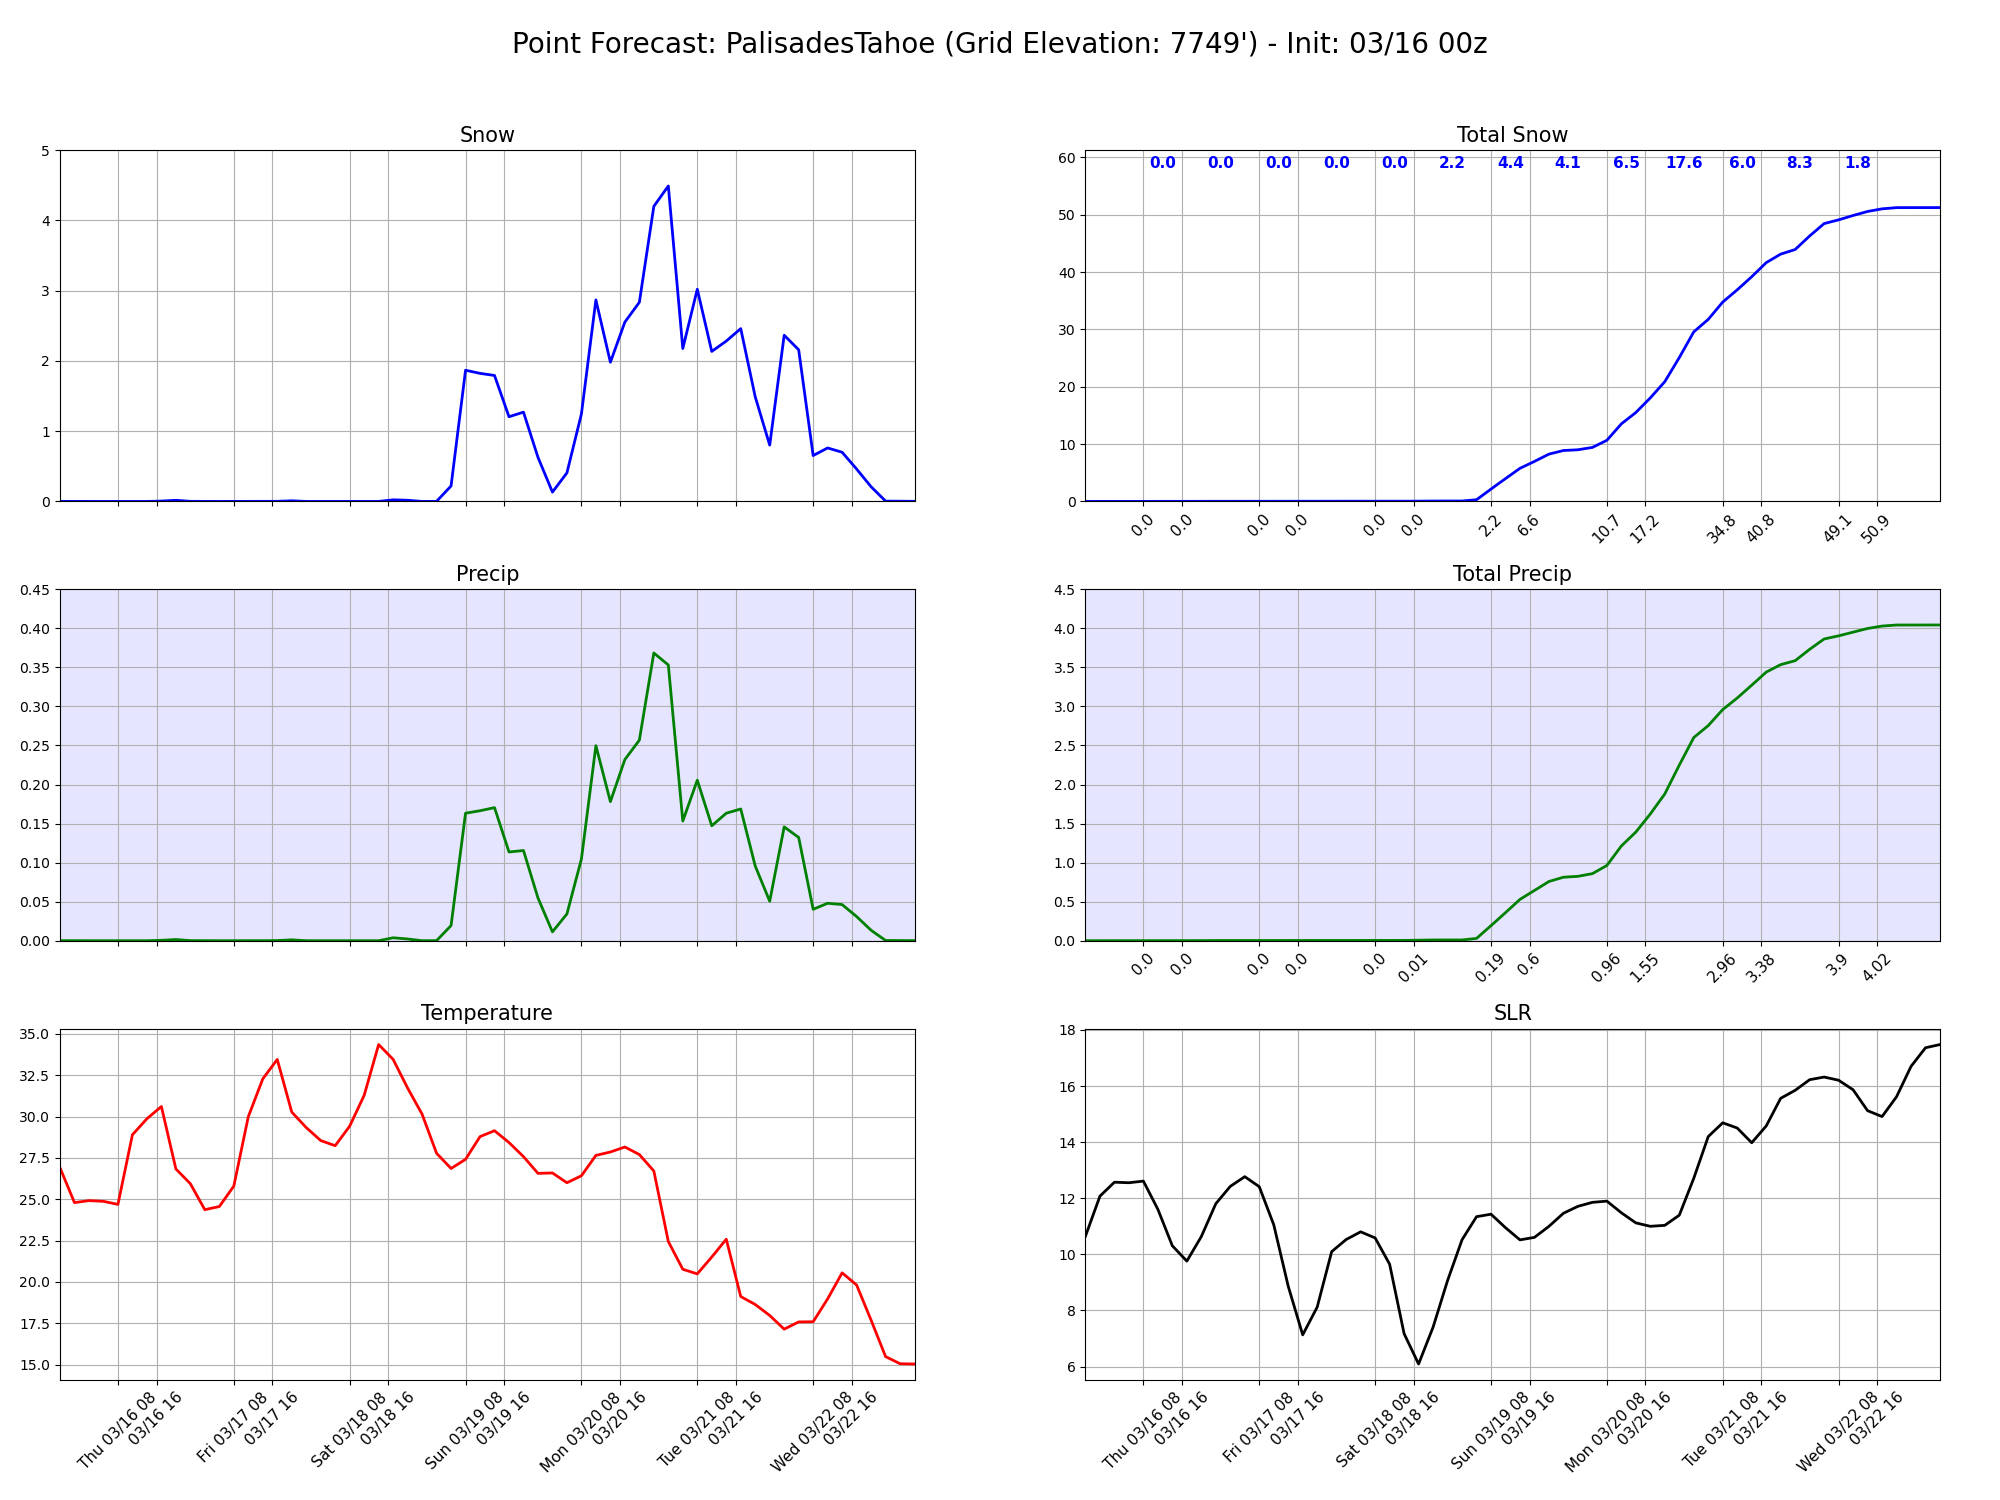 Point Forecast: PalisadesTahoe (Grid Elevation: 7749') - Init: 03/16 00z
Snow
5
4
3
2
1
0
Total Snow
60
50
40
30
20
10
0
0.0 0.0 0.0 0.0 0.0 2.2 4.4 4.1 6.5 17.6 6.0 8.3 1.8
0.0 0.0 0.0 0.0 0.0 0.0 2.2 6.6 10.7 17.2 34.8 40.8 49.1 50.9
Precip
0.45
0.40
0.35
0.30
0.25
0.20
0.15
0.10
0.05
0.00
Total Precip
4.5
4.0
3.5
3.0
2.5
2.0
1.5
1.0
0.5
0.0
0.0 0.0 0.0 0.0 0.0 0.01 0.19 0.6 0.96 1.55 2.96 3.38 3.9 4.02
Temperature
35.0
32.5
30.0
27.5
25.0
22.5
20.0
17.5
15.0
Thu 03/16 08
03/16 16
Fri 03/17 08
03/17 16
Sat 03/18 08
03/18 16
Sun 03/19 08
03/19 16
Mon 03/20 08
03/20 16
Tue 03/21 08
03/21 16
Wed 03/22 08
03/22 16
SLR
18
16
14
12
10
8
6
Thu 03/16 08
03/16 16
Fri 03/17 08
03/17 16
Sat 03/18 08
03/18 16
Sun 03/19 08
03/19 16
Mon 03/20 08
03/20 16
Tue 03/21 08
03/21 16
Wed 03/22 08
03/22 16